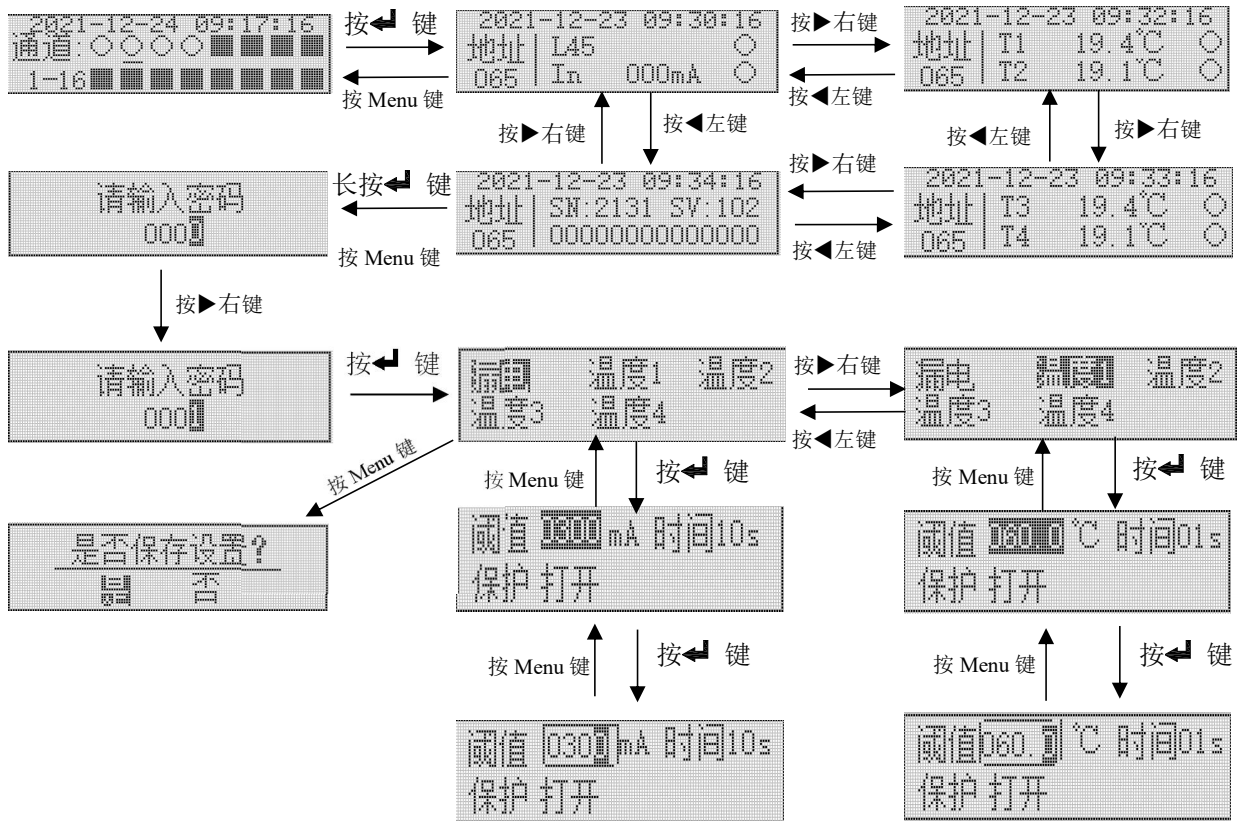 2021-12-24 09:17:16
通道:
1-16
按 键
按 Menu 键
2021-12-23 09:30:16
地址 L45
065 In 000mA
按▶右键
按◀左键
2021-12-23 09:32:16
地址 T1 19.4℃
065 T2 19.1℃
按▶右键
按◀左键
按◀左键
按▶右键
请输入密码
0000
长按 键
按 Menu 键
2021-12-23 09:34:16
地址 SN:2131 SV:102
065 0000000000000
按▶右键
按◀左键
2021-12-23 09:33:16
地址 T3 19.4℃
065 T4 19.1℃
按▶右键
请输入密码
0001
按 键
漏电 温度1 温度2
温度3 温度4
按▶右键
按◀左键
漏电 温度1 温度2
温度3 温度4
按 Menu 键
按 Menu 键
按 键
按 Menu 键
按 键
是否保存设置?
是 否
阈值 0300 mA 时间10s
保护 打开
阈值 060.0 ℃ 时间01s
保护 打开
按 Menu 键
按 键
按 Menu 键
按 键
阈值 0300 mA 时间10s
保护 打开
阈值 060.0 ℃ 时间01s
保护 打开